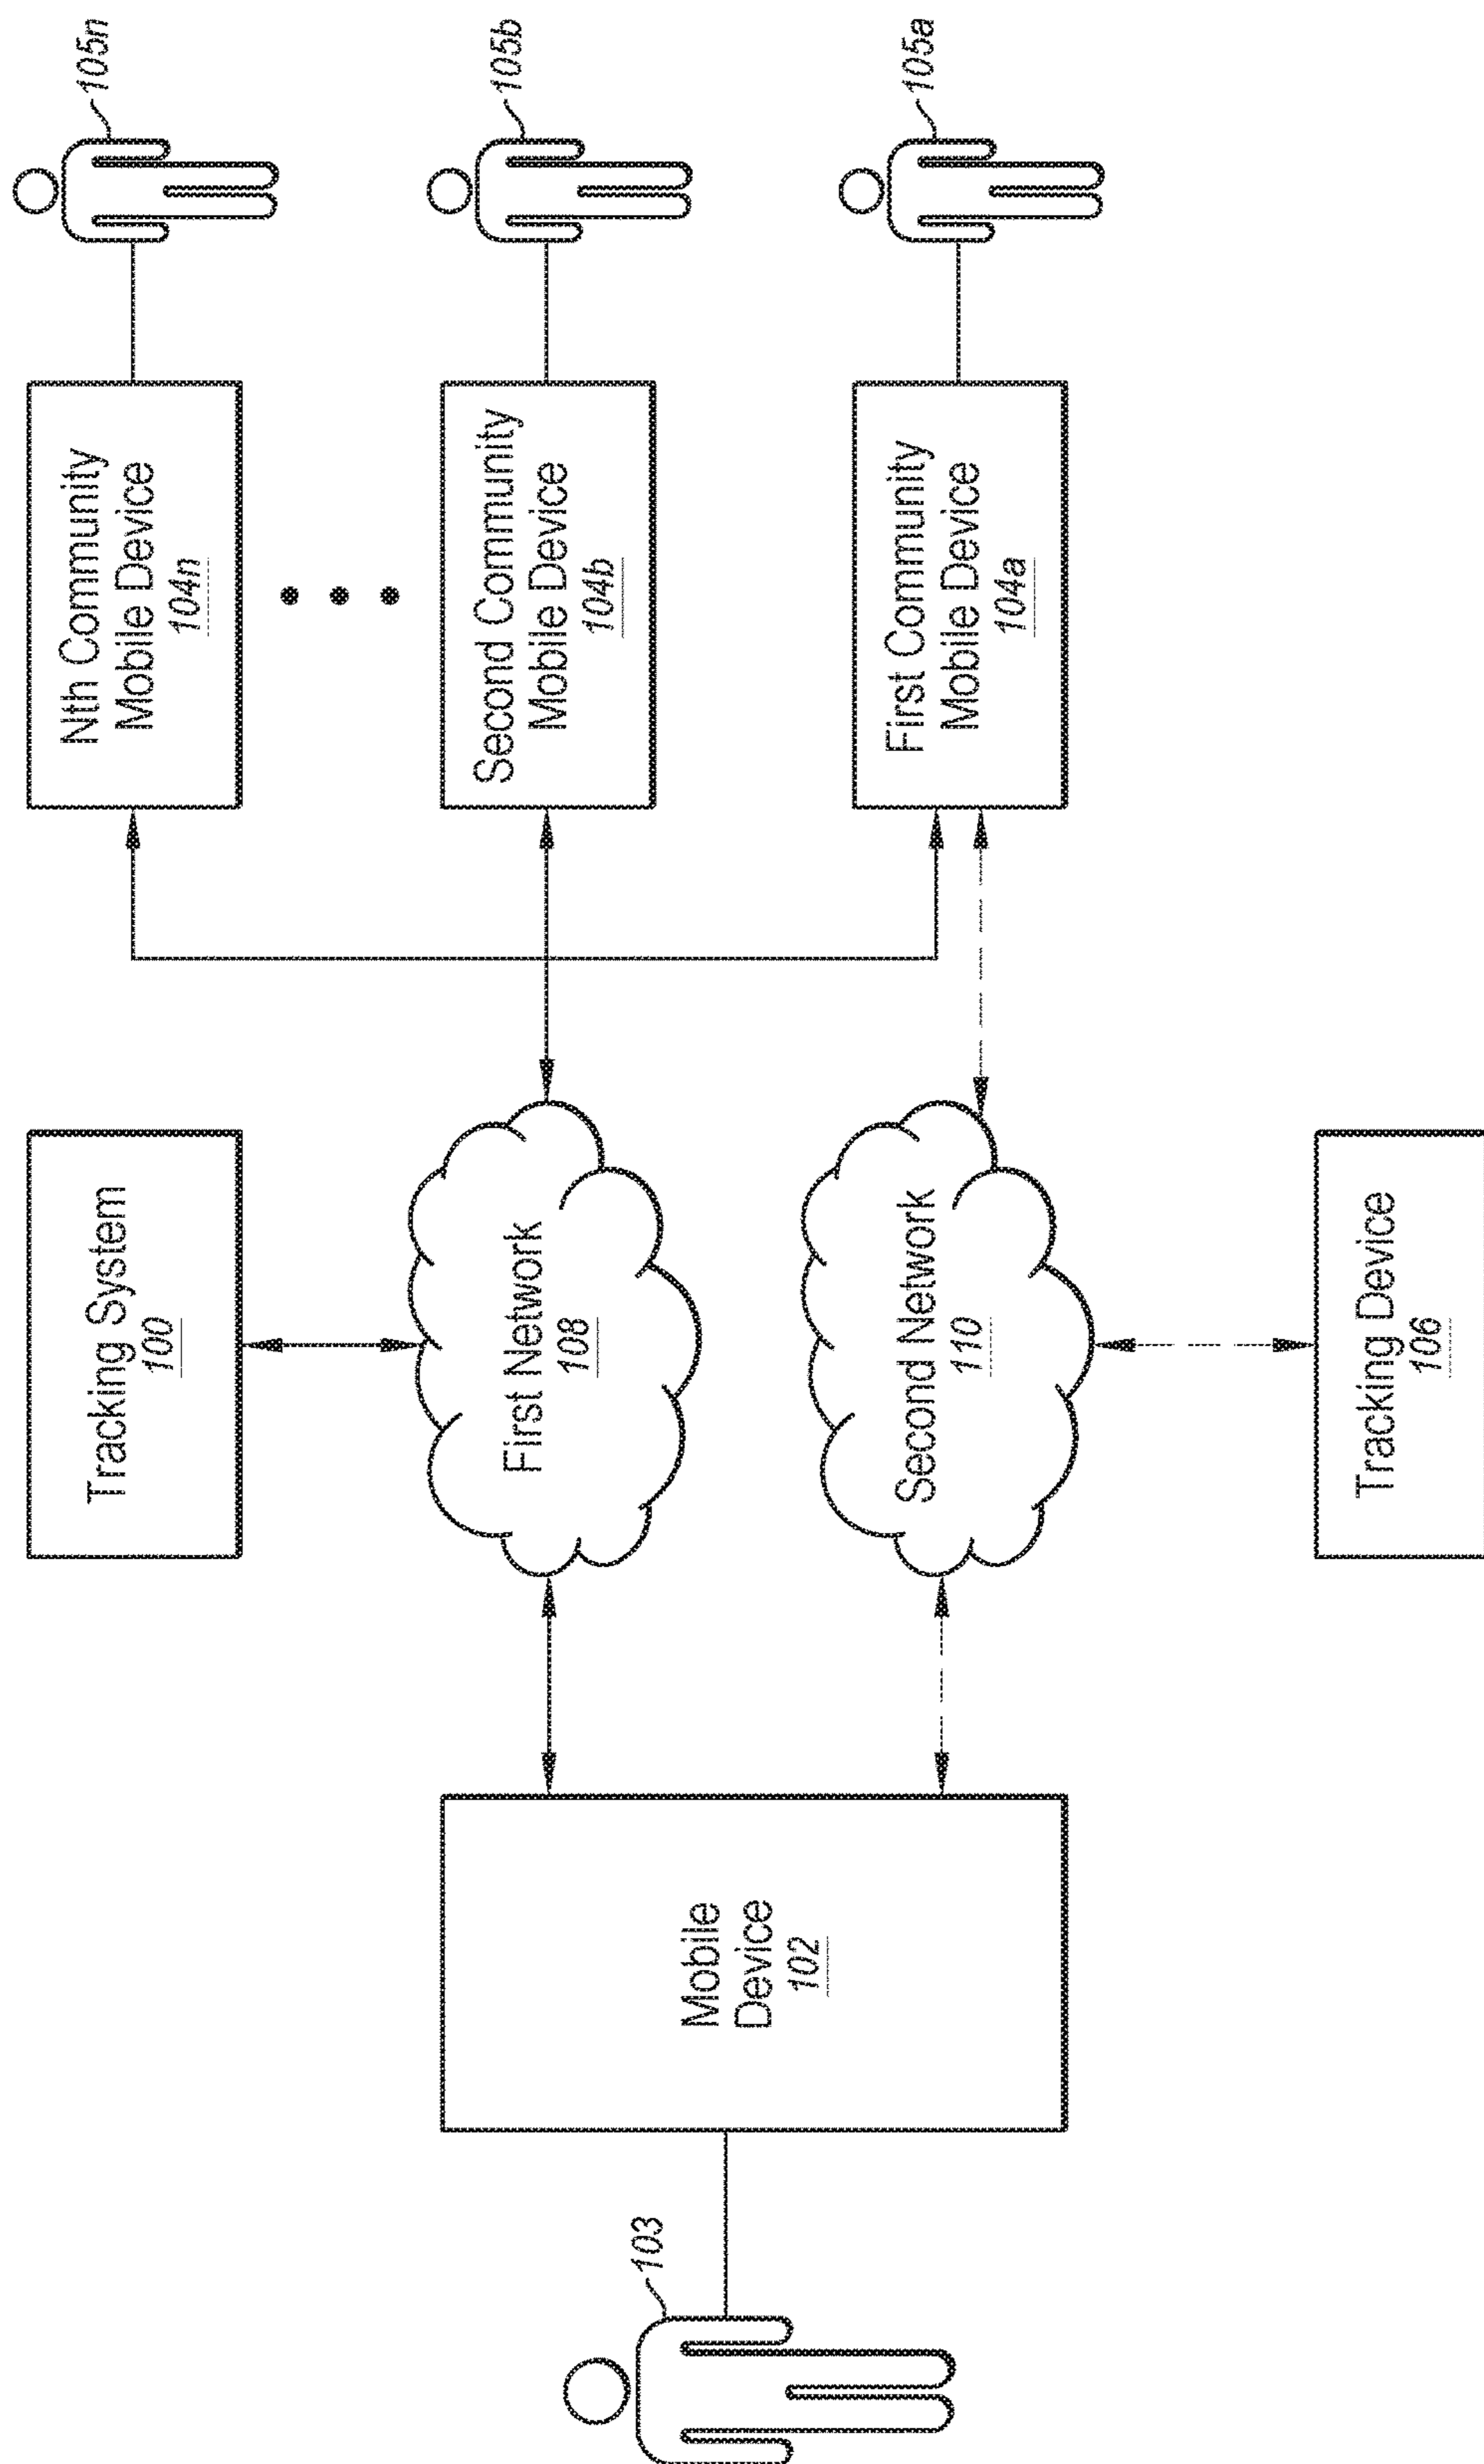 Tracking System
100
Nth Community
Mobile Device
104n
105n
103
Mobile
Device
102
First Network
108
Second Community
Mobile Device
104b
105b
Second Network
110
First Community
Mobile Device
104a
105a
Tracking Device
106